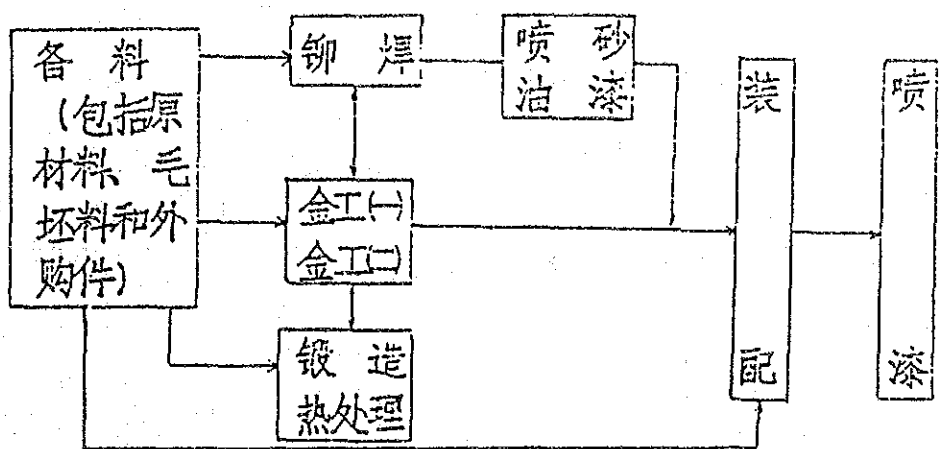 备料
(包括原
材料、毛
坯料和外
购件)
铆焊
喷砂
油漆
金工(一)
金工(二)
锻造
热处理
装配
喷漆